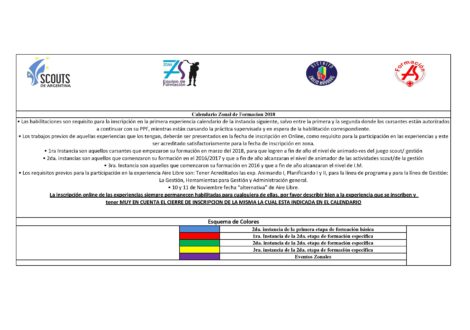 SCOUTS
DE ARGENTINA
Equipo de
Formación
Formación
Calendario Zonal de Formacion 2018
• Las habilitaciones son requisito para la inscripción en la primera experiencia calendario de la instancia siguiente, salvo entre la primera y la segunda donde los cursantes están autorizados
a continuar con su PPF, mientras están cursando la práctica supervisada y en espera de la habilitación correspondiente.
• Los trabajos previos de aquellas experiencias que los tengan, deberán ser presentados en la fecha de inscripción en Online, como requisito para la participación en las experiencias y este
ser acreditado satisfactoriamente para la fecha de inscripción en zona.
• 1ra Instancia son aquellos cursantes que empezaron su formación en marzo del 2018, para que logren a fin de año el nivel de animado-res del juego scout/ gestión
• 2da. instancias son aquellos que comenzaron su formación en el 2016/2017 y que a fin de año alcanzaran el nivel de animador de las actividades scout/de la gestión
• 3ra. Instancia son aquellos que comenzaron su formación en 2016 y que a fin de año alcanzaron el nivel de I.M.
• Los requisitos previos para la participación en la experiencia Aire Libre son: Tener Acreditados las exp. Animando I, Planificando I y II, para la línea de programa y para la línea de Gestión:
La Gestión, Herramientas para Gestión y Administración general.
• 10 y 11 de Noviembre fecha "alternativa" de Aire Libre.
La inscripción online de las experiencias siempre permanecen habilitadas para cualquiera de ellas, por favor describir bien a la experiencia que se inscriben y
tener MUY EN CUENTA EL CIERRE DE INSCRIPCION DE LA MISMA LA CUAL ESTA INDICADA EN EL CALENDARIO
Esquema de Colores
2da. instancia de la primera etapa de formación básico
1ra. Instancia de la 2da. etapa de formación específica
2da. instancia de la 2da. etapa de formación específica
3ra. Instancia de la 2da. etapa de formación específica
Eventos Zonales